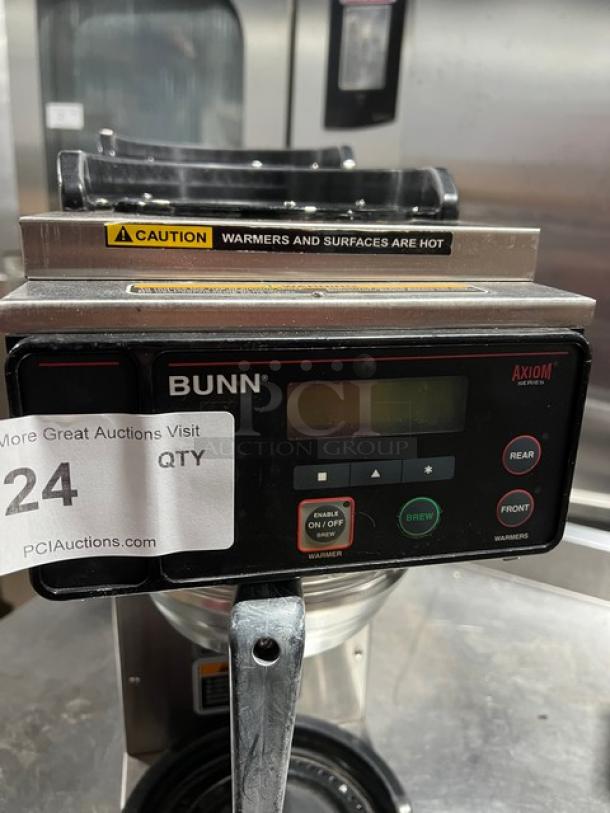 CAUTION WARMERS AND SURFACES ARE HOT
BUNN®
AXIOM®
SERIES
More Great Auctions Visit
24 QTY
PCIAuctions.com
PCI
AUCTION GROUP
REAR
ENABLE
ON / OFF
BREW
WARMER
BREW
FRONT
WARMERS